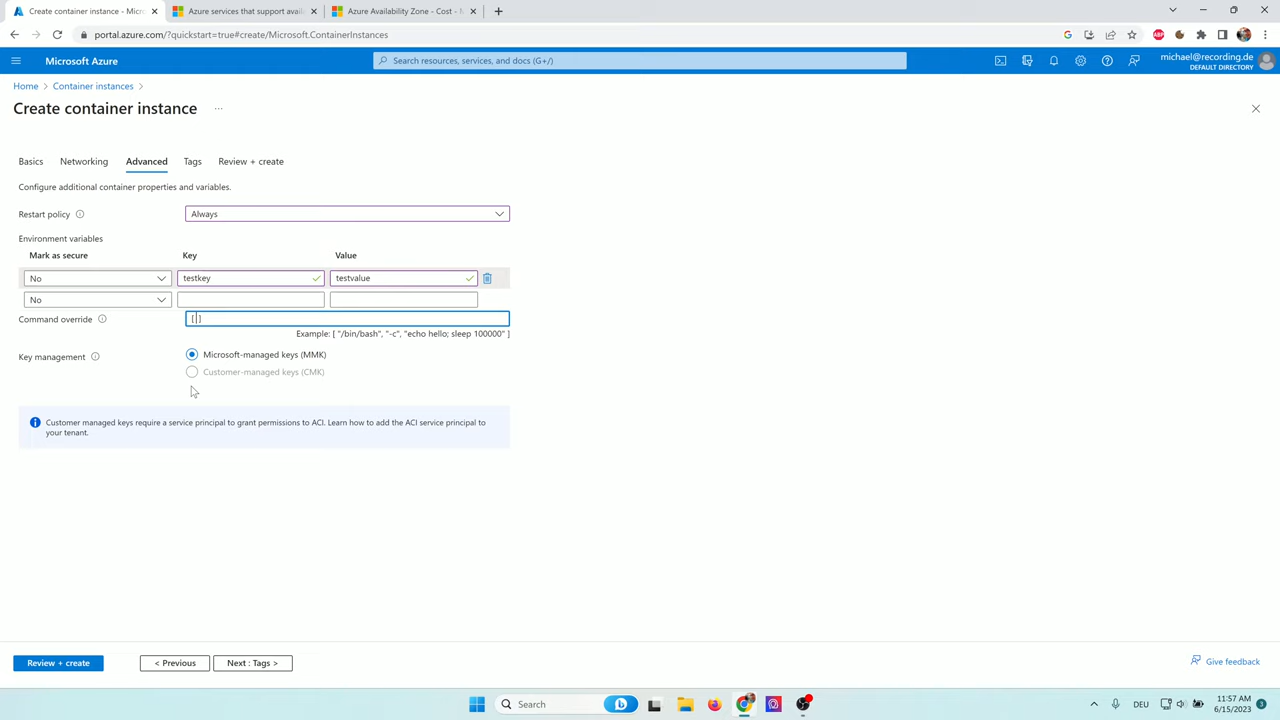 Create container instance - Micro
Azure services that support avail
Azure Availability Zone - Cost - M
portal.azure.com/?quickstart=true#create/Microsoft.ContainerInstances
ABP
Microsoft Azure
Search resources, services, and docs (G+/)
michael@recording.de
DEFAULT DIRECTORY
Home > Container instances >
Create container instance ...
Basics Networking Advanced Tags Review + create
Configure additional container properties and variables.
Restart policy Always
Environment variables
Mark as secure Key Value
No testkey testvalue
No
Command override [ ]
Example: [ "/bin/bash", "-c", "echo hello; sleep 100000" ]
Key management Microsoft-managed keys (MMK)
Customer-managed keys (CMK)
Customer managed keys require a service principal to grant permissions to ACI. Learn how to add the ACI service principal to
your tenant.
Review + create < Previous Next : Tags > Give feedback
Search
DEU
11:57 AM
6/15/2023
3